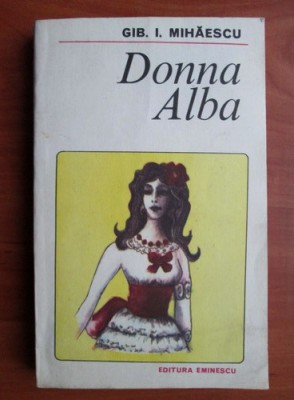 GIB. I. MIHĂESCU
Donna
Alba
EDITURA EMINESCU